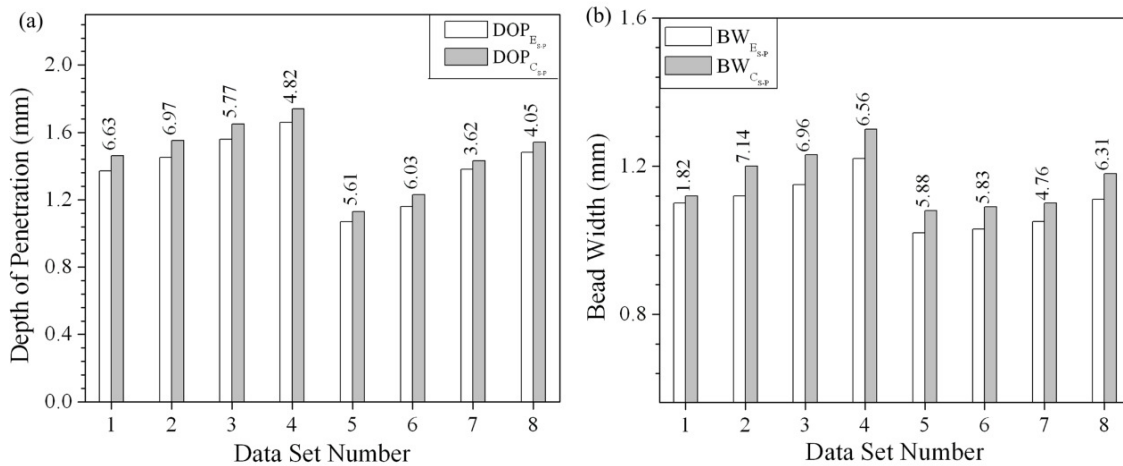 (a)
DOP E S-P
DOP C S-P
Depth of Penetration (mm)
2.0
1.6
1.2
0.8
0.4
0.0
6.63
6.97
5.77
4.82
5.61
6.03
3.62
4.05
1 2 3 4 5 6 7 8
Data Set Number
(b)
BW E S-P
BW C S-P
Bead Width (mm)
1.6
1.2
0.8
1.82
7.14
6.96
6.56
5.88
5.83
4.76
6.31
1 2 3 4 5 6 7 8
Data Set Number